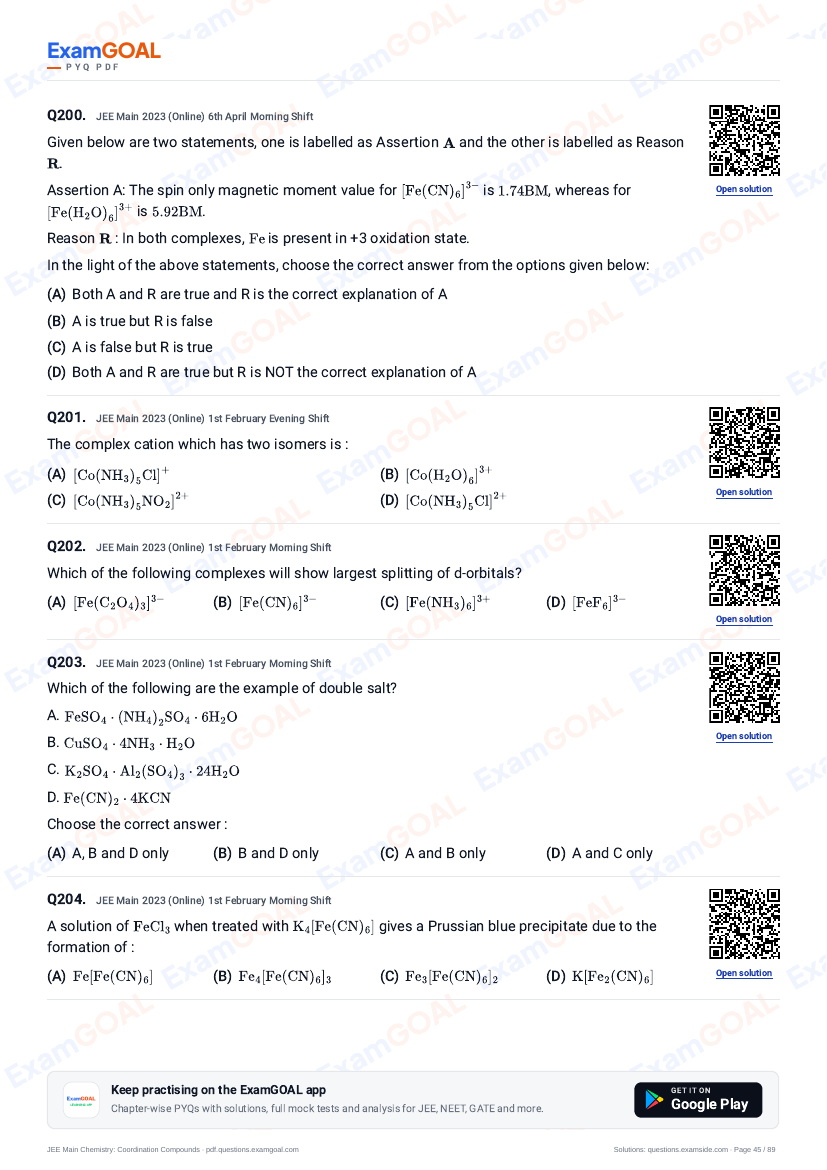 ExamGOAL
PYQ PDF
Q200. JEE Main 2023 (Online) 6th April Morning Shift
Given below are two statements, one is labelled as Assertion A and the other is labelled as Reason
R.
Assertion A: The spin only magnetic moment value for [Fe(CN)₆]³⁻ is 1.74BM, whereas for
[Fe(H₂O)₆]³⁺ is 5.92BM.
Reason R : In both complexes, Fe is present in +3 oxidation state.
In the light of the above statements, choose the correct answer from the options given below:
(A) Both A and R are true and R is the correct explanation of A
(B) A is true but R is false
(C) A is false but R is true
(D) Both A and R are true but R is NOT the correct explanation of A
Open solution
Q201. JEE Main 2023 (Online) 1st February Evening Shift
The complex cation which has two isomers is :
(A) [Co(NH₃)₅Cl]⁺ (B) [Co(H₂O)₆]³⁺
(C) [Co(NH₃)₅NO₂]²⁺ (D) [Co(NH₃)₅Cl]²⁺
Open solution
Q202. JEE Main 2023 (Online) 1st February Morning Shift
Which of the following complexes will show largest splitting of d-orbitals?
(A) [Fe(C₂O₄)₃]³⁻ (B) [Fe(CN)₆]³⁻ (C) [Fe(NH₃)₆]³⁺ (D) [FeF₆]³⁻
Open solution
Q203. JEE Main 2023 (Online) 1st February Morning Shift
Which of the following are the example of double salt?
A. FeSO₄ · (NH₄)₂SO₄ · 6H₂O
B. CuSO₄ · 4NH₃ · H₂O
C. K₂SO₄ · Al₂(SO₄)₃ · 24H₂O
D. Fe(CN)₂ · 4KCN
Choose the correct answer :
(A) A, B and D only (B) B and D only (C) A and B only (D) A and C only
Open solution
Q204. JEE Main 2023 (Online) 1st February Morning Shift
A solution of FeCl₃ when treated with K₄[Fe(CN)₆] gives a Prussian blue precipitate due to the
formation of :
(A) Fe[Fe(CN)₆] (B) Fe₄[Fe(CN)₆]₃ (C) Fe₃[Fe(CN)₆]₂ (D) K[Fe₂(CN)₆]
Open solution
ExamGOAL
Keep practising on the ExamGOAL app
Chapter-wise PYQs with solutions, full mock tests and analysis for JEE, NEET, GATE and more.
GET IT ON
Google Play
JEE Main Chemistry: Coordination Compounds · pdf.questions.examgoal.com
Solutions: questions.examside.com · Page 45 / 89